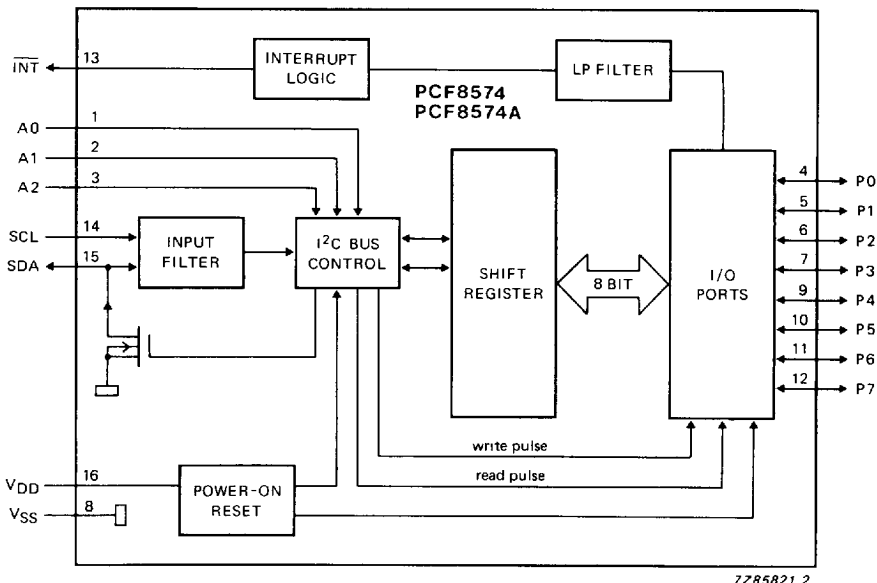 INT
13
INTERRUPT
LOGIC
LP FILTER
PCF8574
PCF8574A
A0
1
A1
2
A2
3
SCL
14
SDA
15
INPUT
FILTER
I²C BUS
CONTROL
SHIFT
REGISTER
8 BIT
I/O
PORTS
4
P0
5
P1
6
P2
7
P3
9
P4
10
P5
11
P6
12
P7
write pulse
read pulse
VDD
16
VSS
8
POWER-ON
RESET
7Z85821.2